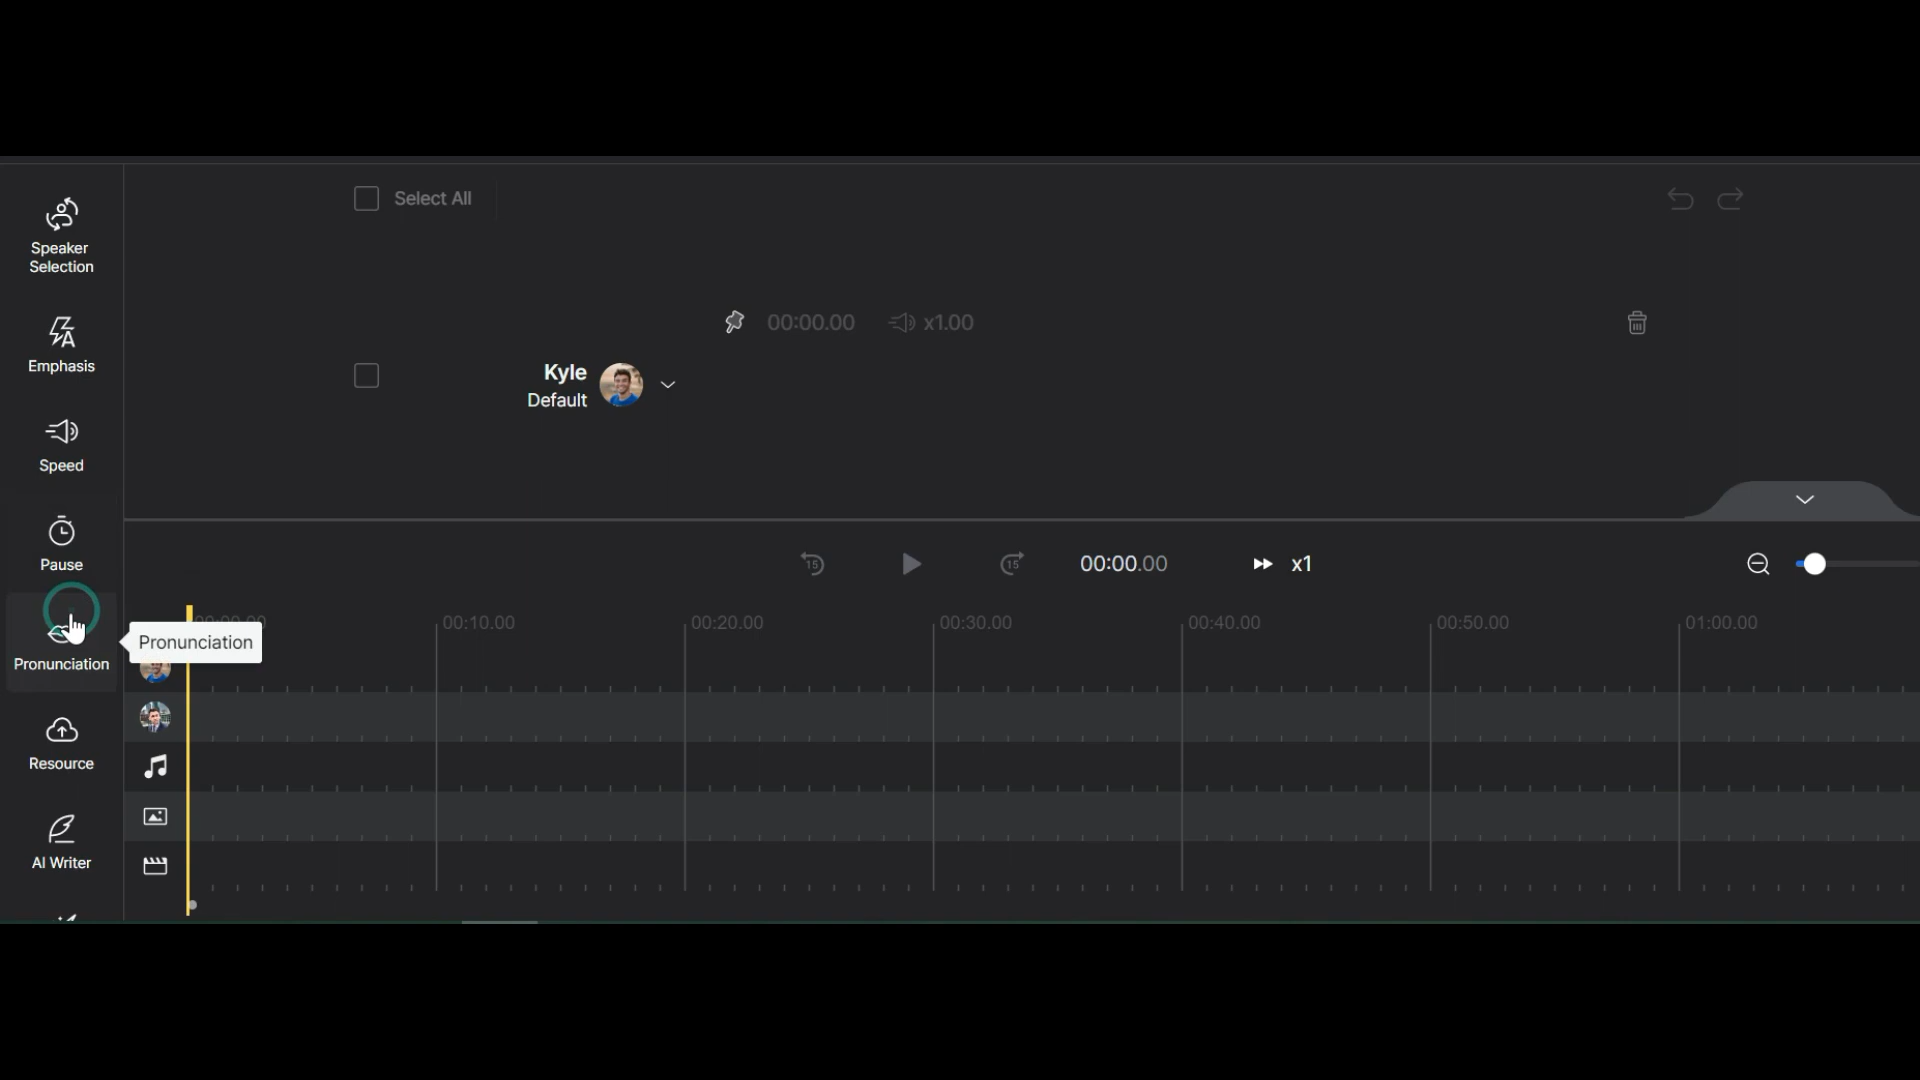 Speaker
Selection
Emphasis
Speed
Pause
Pronunciation
Resource
AI Writer
Select All
00:00.00
x1.00
Kyle
Default
15
15
00:00.00
x1
00:10.00
00:20.00
00:30.00
00:40.00
00:50.00
01:00.00
Pronunciation